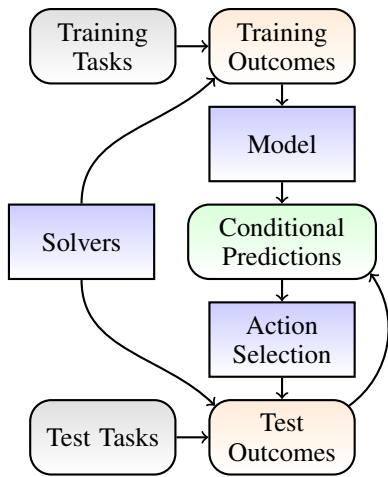 Training
Tasks
Training
Outcomes
Model
Solvers
Conditional
Predictions
Action
Selection
Test Tasks
Test
Outcomes